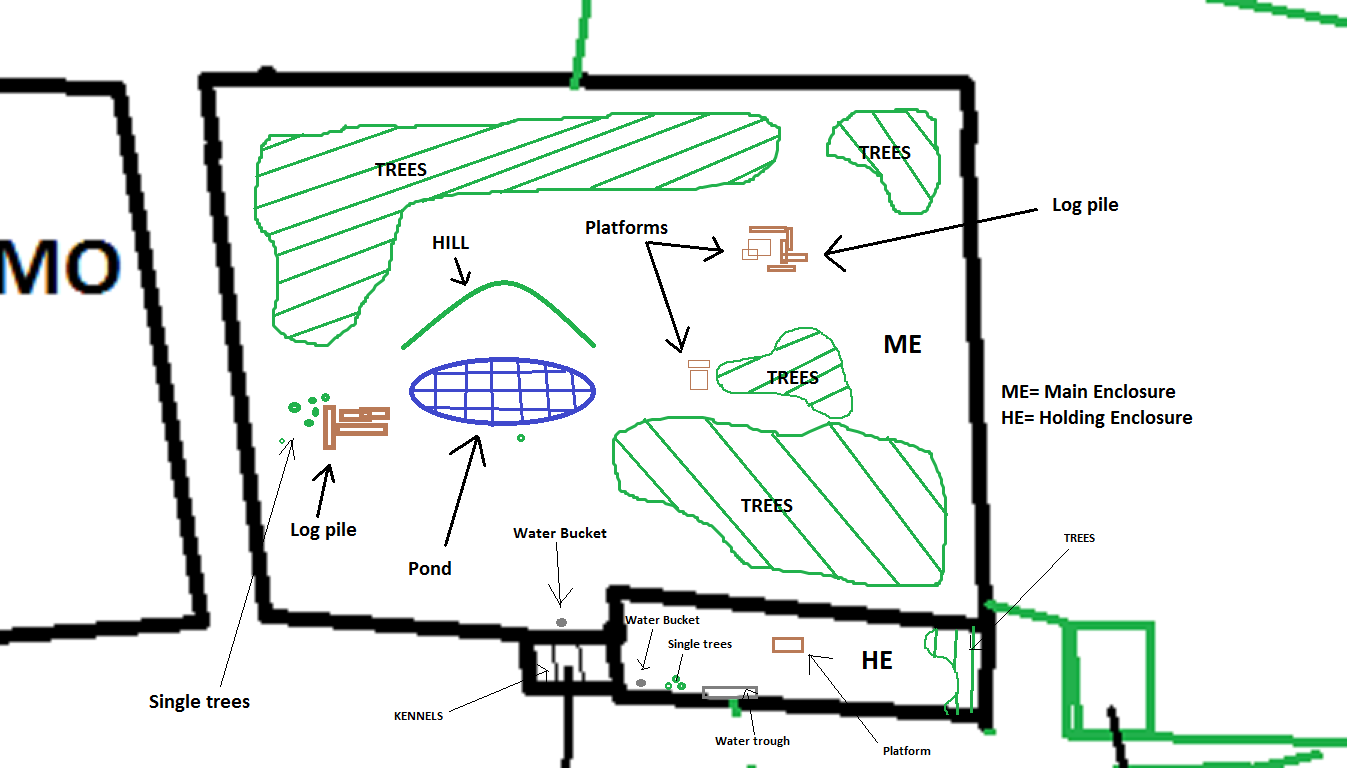 TREES
TREES
Log pile
Platforms
HILL
MO
ME
TREES
ME= Main Enclosure
HE= Holding Enclosure
TREES
Log pile
Water Bucket
TREES
Pond
Water Bucket
Single trees
HE
Single trees
KENNELS
Water trough
Platform